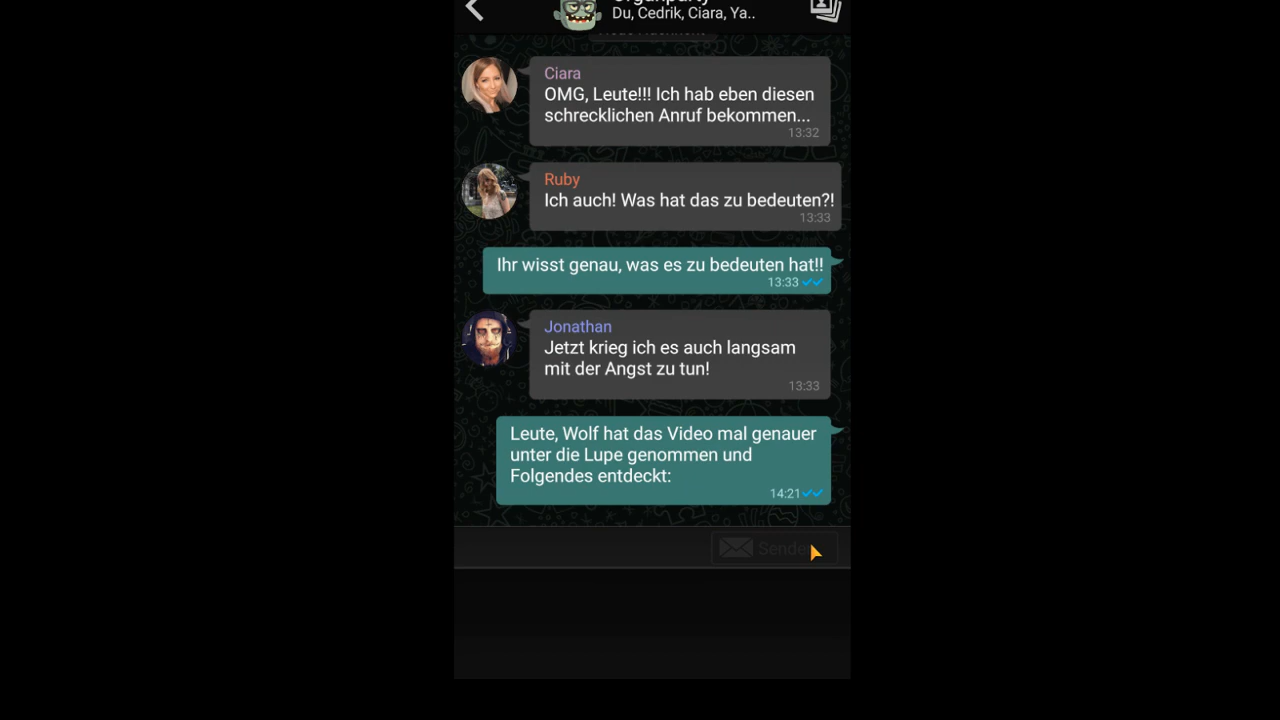 Du, Cedrik, Ciara, Ya..
Ciara
OMG, Leute!!! Ich hab eben diesen
schrecklichen Anruf bekommen...
13:32
Ruby
Ich auch! Was hat das zu bedeuten?!
13:33
Ihr wisst genau, was es zu bedeuten hat!!
13:33
Jonathan
Jetzt krieg ich es auch langsam
mit der Angst zu tun!
13:33
Leute, Wolf hat das Video mal genauer
unter die Lupe genommen und
Folgendes entdeckt:
14:21